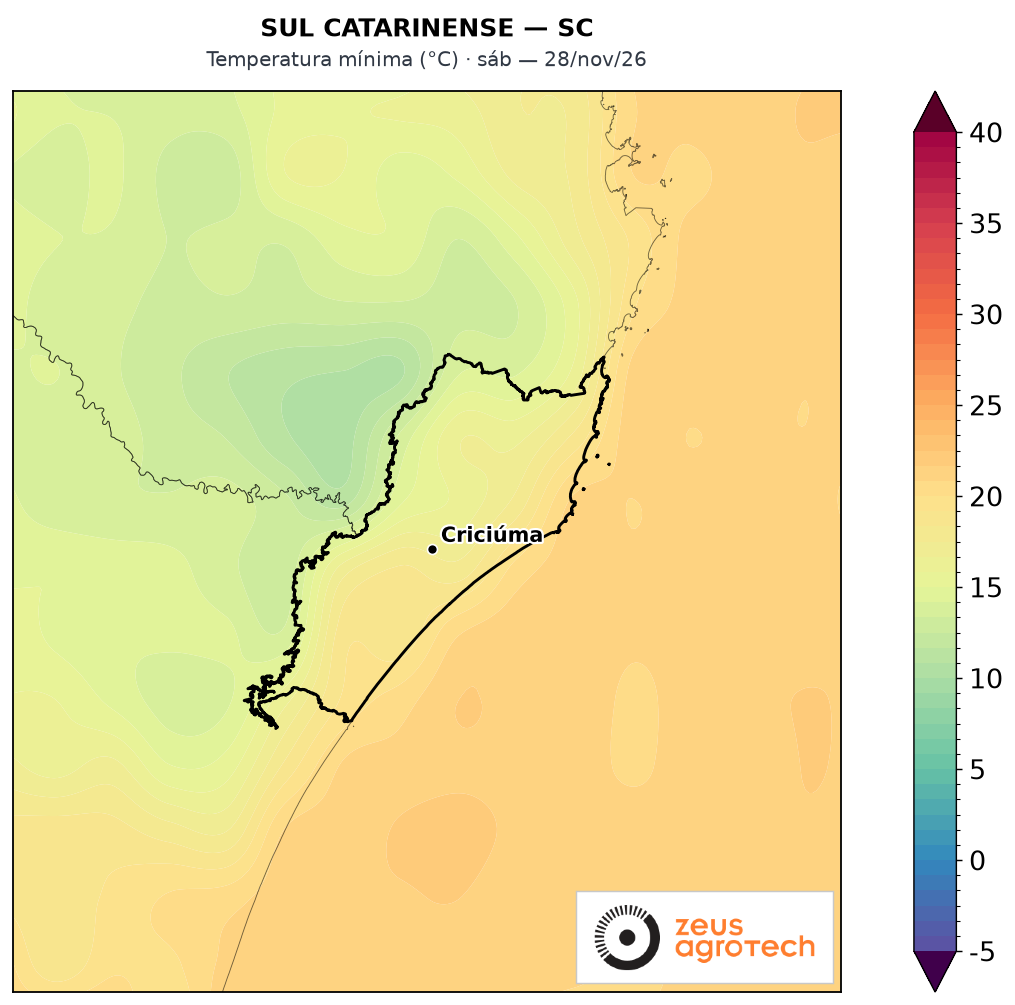 SUL CATARINENSE — SC
Temperatura mínima (°C) · sáb — 28/nov/26
40
35
30
25
20
15
10
5
0
-5
Criciúma
zeus
agrotech